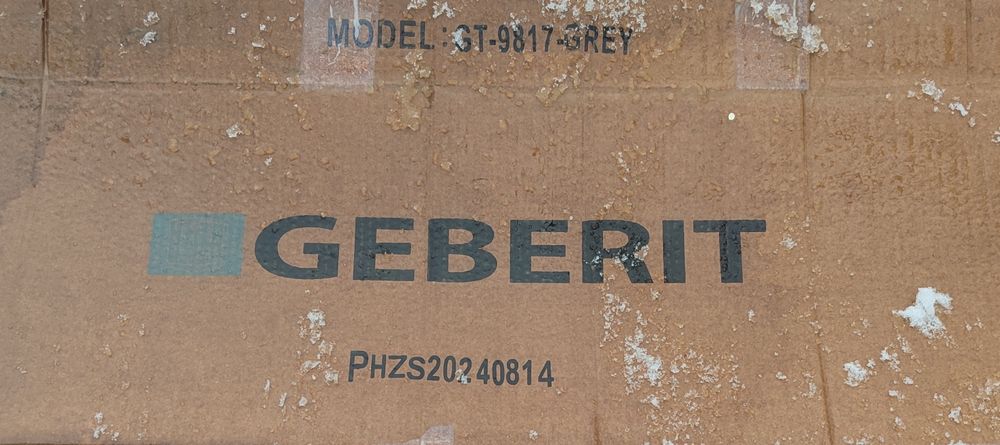 MODEL: GT-9817-GREY
GEBERIT
PHZS20240814